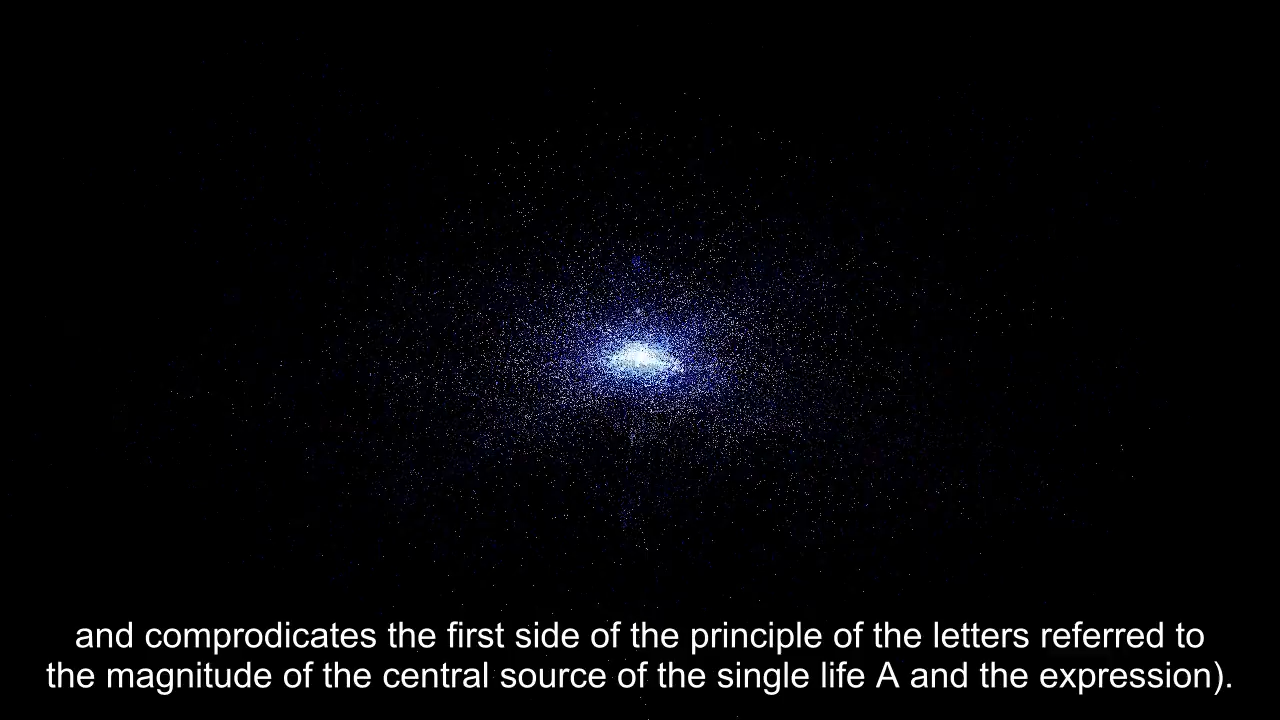 and comprodicates the first side of the principle of the letters referred to
the magnitude of the central source of the single life A and the expression).